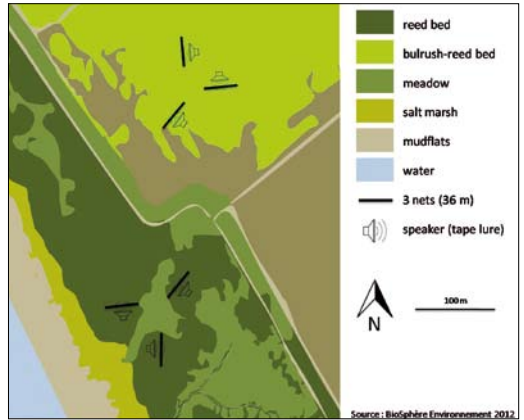 reed bed
bulrush-reed bed
meadow
salt marsh
mudflats
water
3 nets (36 m)
speaker (tape lure)
N
100 m
Source : BioSphère Environnement 2012